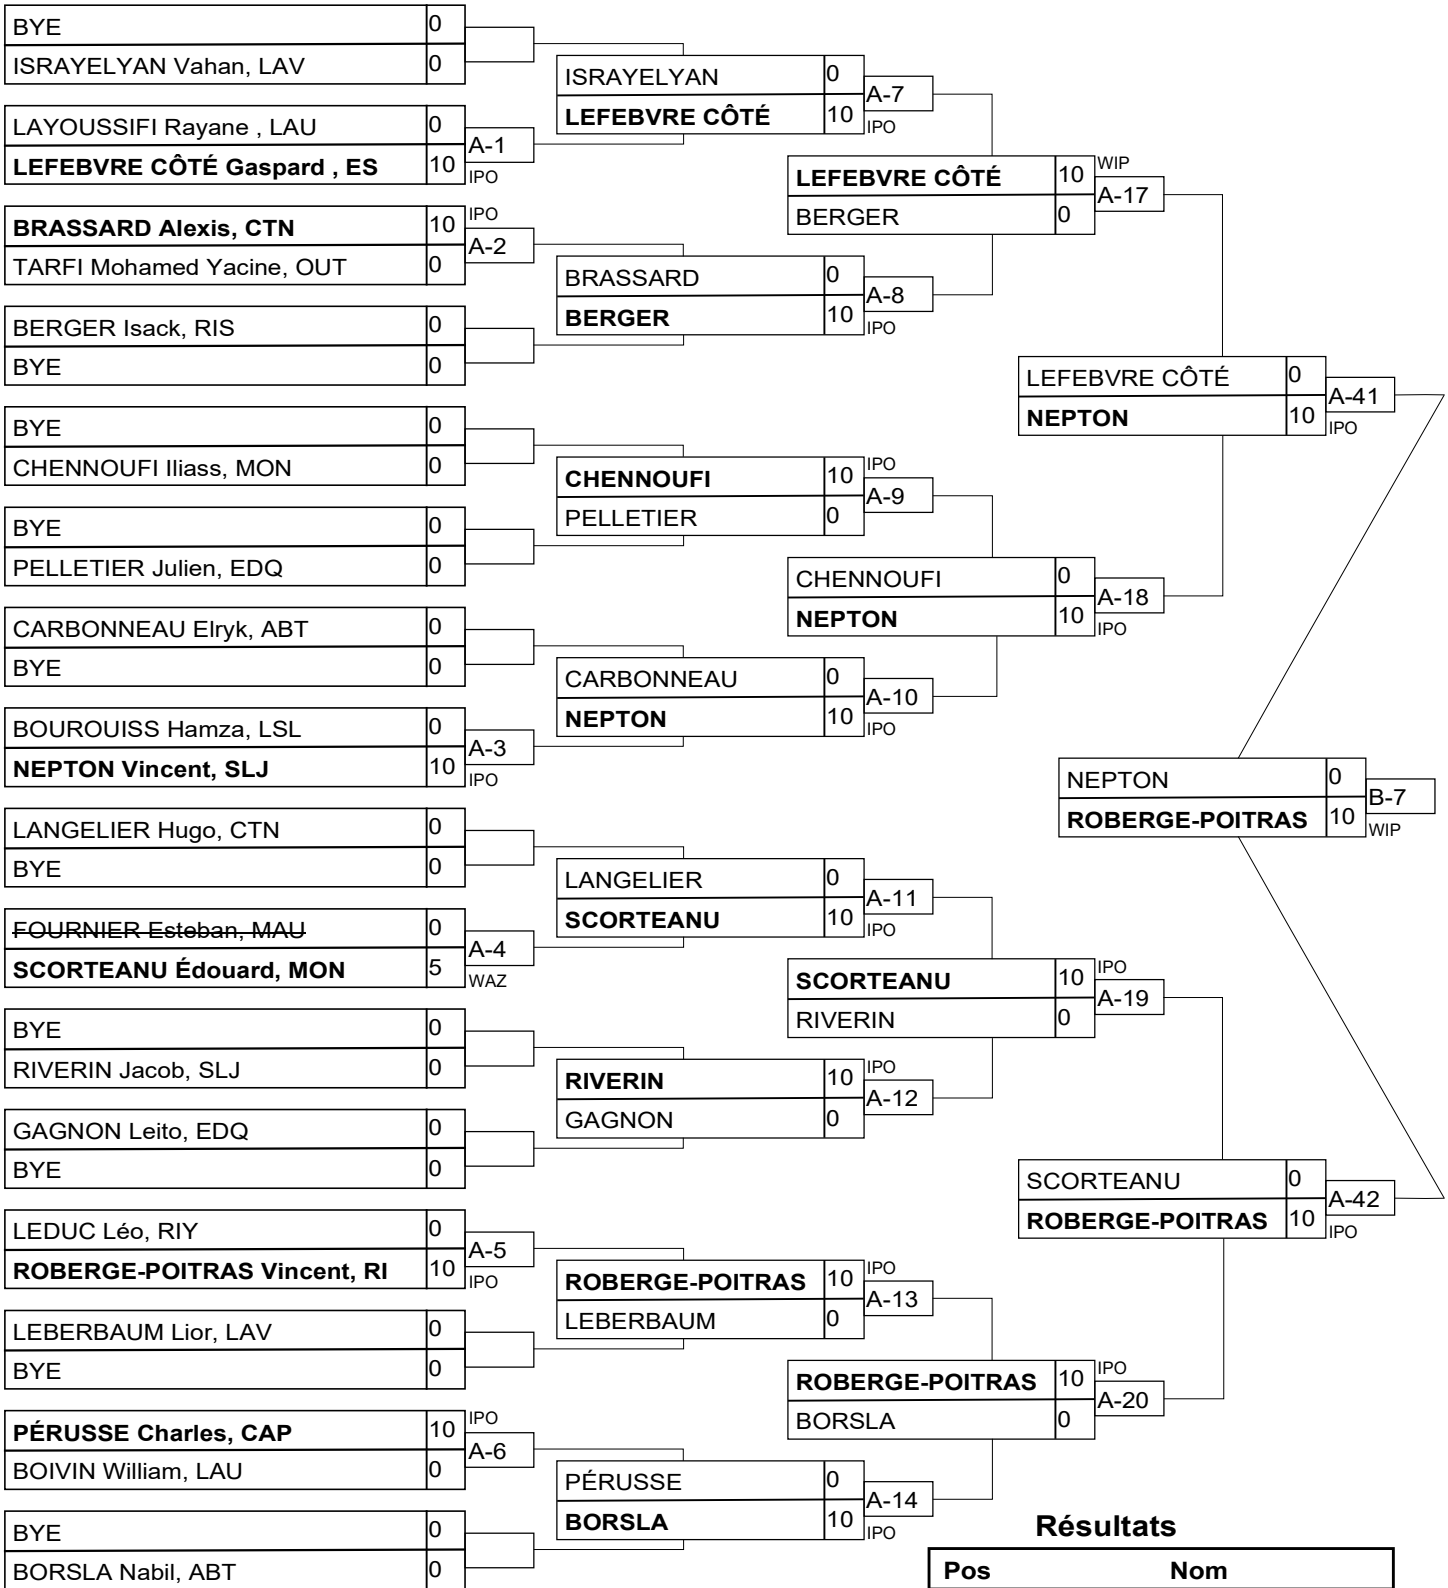 BYE 0
ISRAYELYAN Vahan, LAV 0
LAYOUSSIFI Rayane , LAU 0
LEFEBVRE CÔTÉ Gaspard , ES 10
A-1
IPO
BRASSARD Alexis, CTN 10
TARFI Mohamed Yacine, OUT 0
IPO
A-2
BERGER Isack, RIS 0
BYE 0
BYE 0
CHENNOUFI Iliass, MON 0
BYE 0
PELLETIER Julien, EDQ 0
CARBONNEAU Elryk, ABT 0
BYE 0
BOUROUISS Hamza, LSL 0
NEPTON Vincent, SLJ 10
A-3
IPO
LANGELIER Hugo, CTN 0
BYE 0
FOURNIER Esteban, MAU 0
SCORTEANU Édouard, MON 5
A-4
WAZ
BYE 0
RIVERIN Jacob, SLJ 0
GAGNON Leito, EDQ 0
BYE 0
LEDUC Léo, RIY 0
ROBERGE-POITRAS Vincent, RI 10
A-5
IPO
LEBERBAUM Lior, LAV 0
BYE 0
PÉRUSSE Charles, CAP 10
BOIVIN William, LAU 0
IPO
A-6
BYE 0
BORSLA Nabil, ABT 0
ISRAYELYAN 0
LEFEBVRE CÔTÉ 10
A-7
IPO
BRASSARD 0
BERGER 10
A-8
IPO
CHENNOUFI 10
PELLETIER 0
IPO
A-9
CARBONNEAU 0
NEPTON 10
A-10
IPO
LANGELIER 0
SCORTEANU 10
A-11
IPO
RIVERIN 10
GAGNON 0
IPO
A-12
ROBERGE-POITRAS 10
LEBERBAUM 0
IPO
A-13
PÉRUSSE 0
BORSLA 10
A-14
IPO
LEFEBVRE CÔTÉ 10
BERGER 0
WIP
A-17
CHENNOUFI 0
NEPTON 10
A-18
IPO
SCORTEANU 10
RIVERIN 0
IPO
A-19
ROBERGE-POITRAS 10
BORSLA 0
IPO
A-20
LEFEBVRE CÔTÉ 0
NEPTON 10
A-41
IPO
SCORTEANU 0
ROBERGE-POITRAS 10
A-42
IPO
NEPTON 0
ROBERGE-POITRAS 10
B-7
WIP
Résultats
Pos Nom